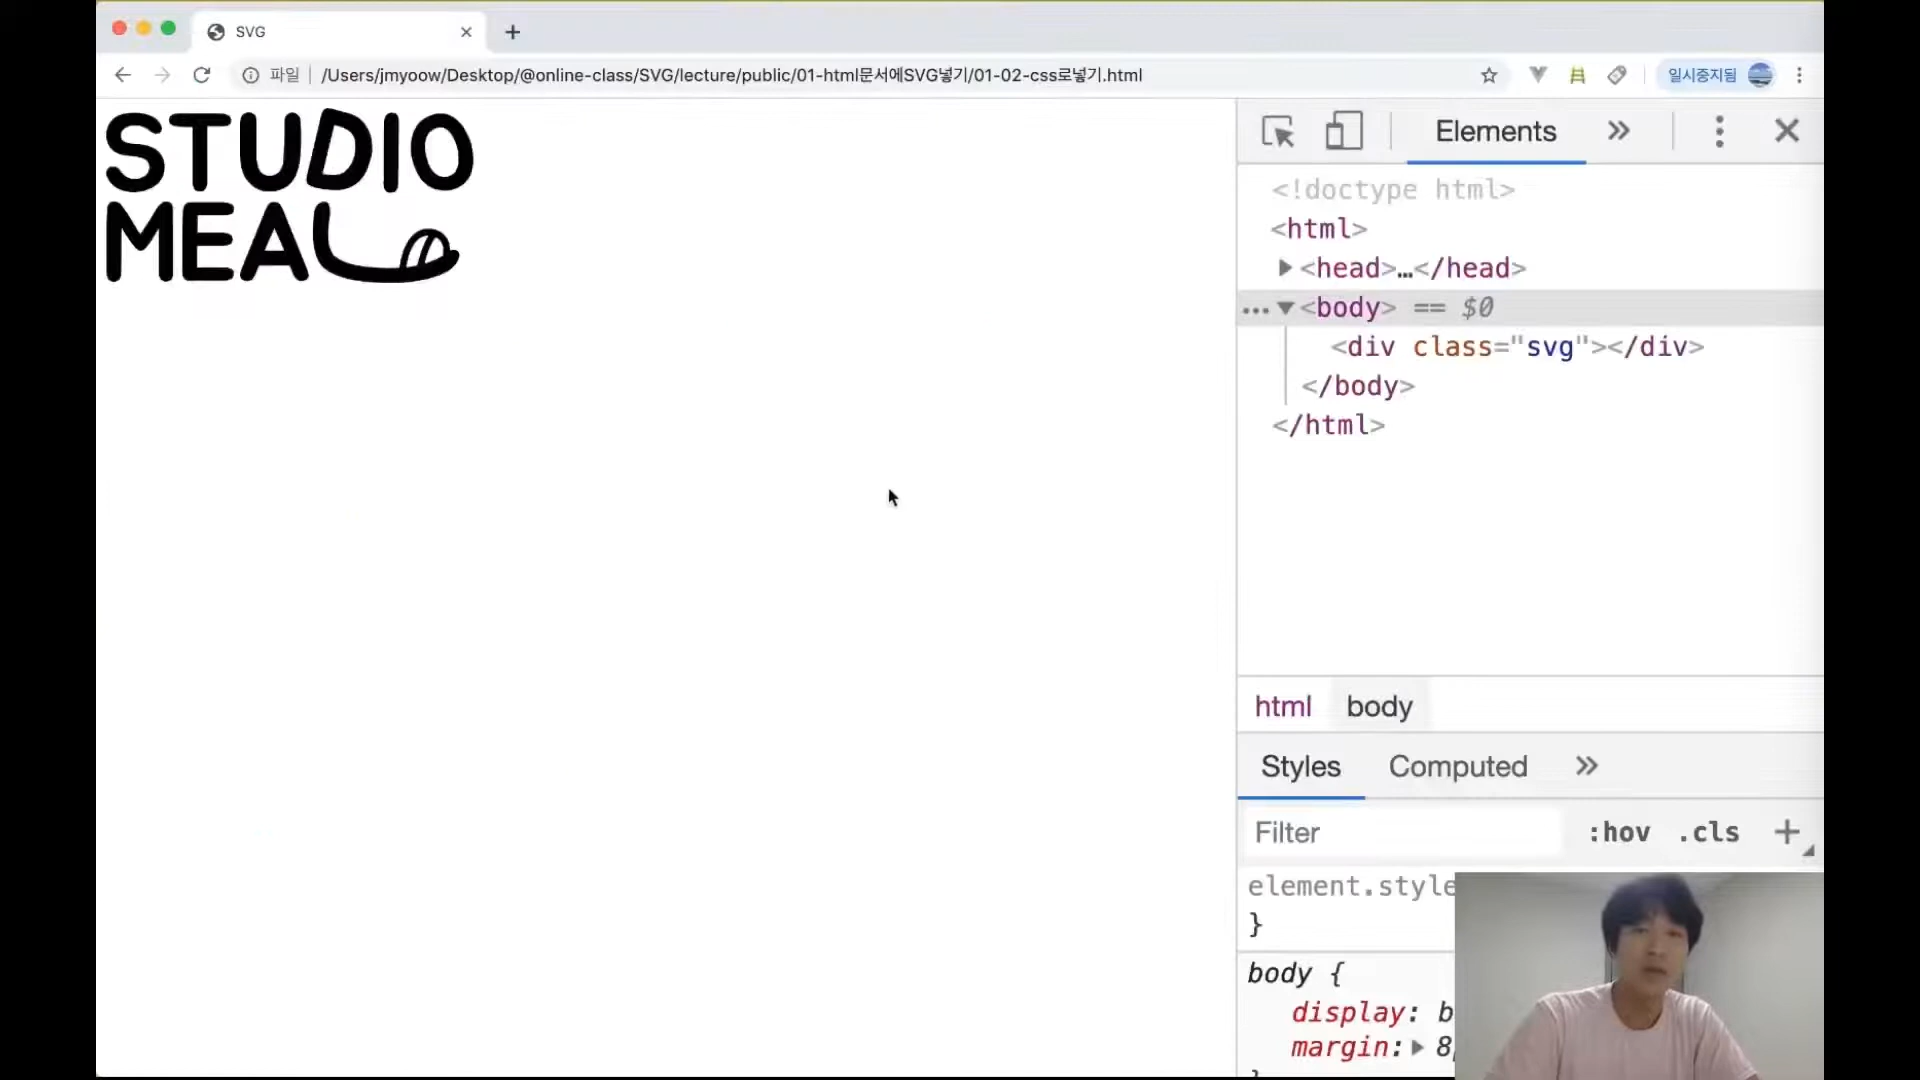 SVG
파일
/Users/jmyoow/Desktop/@online-class/SVG/lecture/public/01-html문서에SVG넣기/01-02-css로넣기.html
일시중지됨
STUDIO
MEAL
Elements
<!doctype html>
<html>
<head>…</head>
<body> == $0
<div class="svg"></div>
</body>
</html>
html body
Styles Computed
Filter :hov .cls
element.style
}
body {
display: b
margin: 8